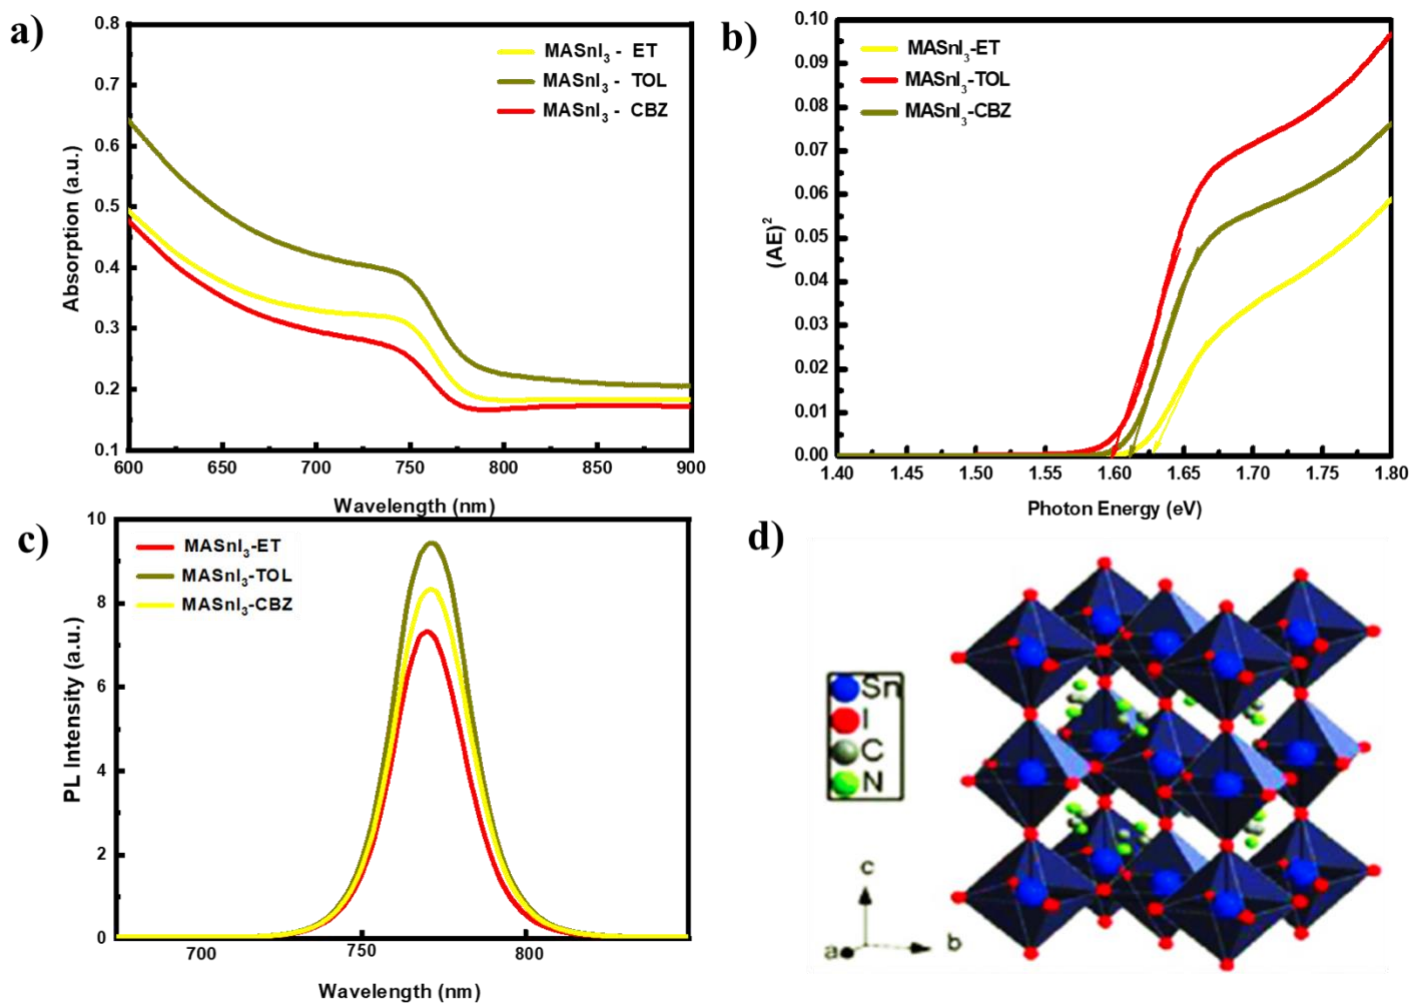 a)
0.8
0.7
0.6
0.5
0.4
0.3
0.2
0.1
Absorption (a.u.)
MASnI3 - ET
MASnI3 - TOL
MASnI3 - CBZ
600 650 700 750 800 850 900
Wavelength (nm)
b)
0.10
0.09
0.08
0.07
0.06
0.05
0.04
0.03
0.02
0.01
0.00
(AE)²
MASnI3-ET
MASnI3-TOL
MASnI3-CBZ
1.40 1.45 1.50 1.55 1.60 1.65 1.70 1.75 1.80
Photon Energy (eV)
c)
10
8
6
4
2
0
PL Intensity (a.u.)
MASnI3-ET
MASnI3-TOL
MASnI3-CBZ
700 750 800
Wavelength (nm)
d)
Sn
I
C
N
c
a b